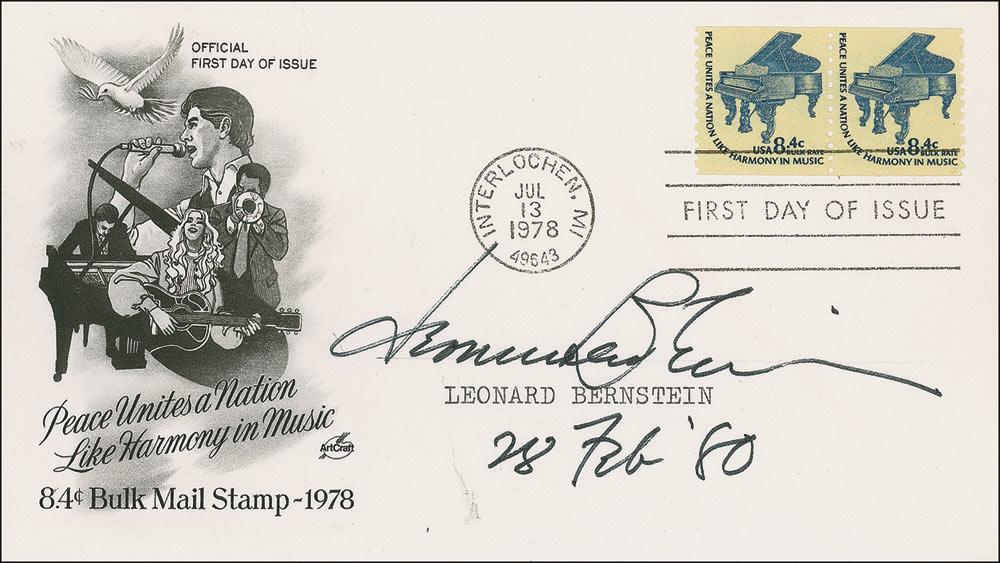 OFFICIAL
FIRST DAY OF ISSUE
PEACE UNITES A NATION LIKE HARMONY IN MUSIC
USA 8.4c
BULK RATE
PEACE UNITES A NATION LIKE HARMONY IN MUSIC
USA 8.4c
BULK RATE
INTERLOCHEN, MI
JUL
13
1978
49643
FIRST DAY OF ISSUE
Leonard Bernstein
LEONARD BERNSTEIN
28 Feb '80
Peace Unites a Nation
Like Harmony in Music
ArtCraft
8.4¢ Bulk Mail Stamp-1978